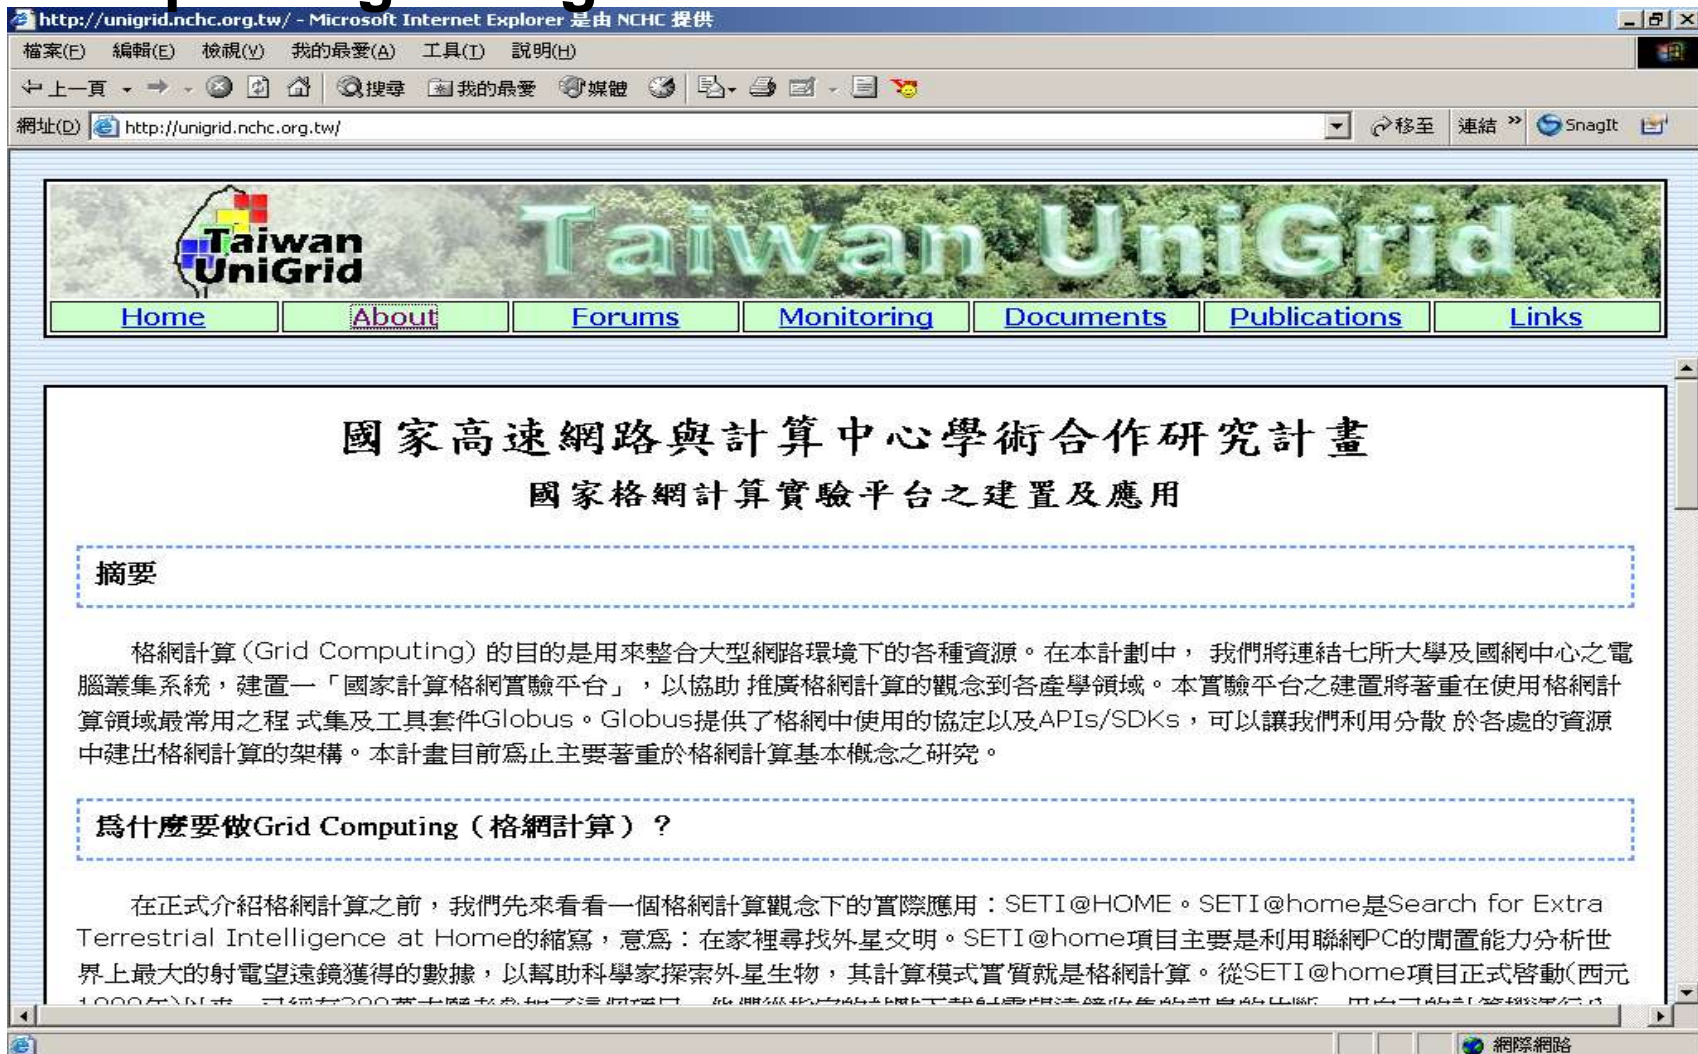 http://unigrid.nchc.org.tw/ - Microsoft Internet Explorer 是由 NCHC 提供
檔案(F) 編輯(E) 檢視(V) 我的最愛(A) 工具(T) 說明(H)
上一頁 搜尋 我的最愛 媒體
網址(D) http://unigrid.nchc.org.tw/ 移至 連結 » SnagIt
Taiwan UniGrid
Taiwan UniGrid
Home About Forums Monitoring Documents Publications Links
國家高速網路與計算中心學術合作研究計畫
國家格網計算實驗平台之建置及應用
摘要
格網計算 (Grid Computing) 的目的是用來整合大型網路環境下的各種資源。在本計劃中， 我們將連結七所大學及國網中心之電
腦叢集系統，建置一「國家計算格網實驗平台」，以協助 推廣格網計算的觀念到各產學領域。本實驗平台之建置將著重在使用格網計
算領域最常用之程 式集及工具套件Globus。Globus提供了格網中使用的協定以及APIs/SDKs，可以讓我們利用分散 於各處的資源
中建出格網計算的架構。本計畫目前為止主要著重於格網計算基本概念之研究。
為什麼要做Grid Computing（格網計算）？
在正式介紹格網計算之前，我們先來看看一個格網計算觀念下的實際應用：SETI@HOME。SETI@home是Search for Extra
Terrestrial Intelligence at Home的縮寫，意為：在家裡尋找外星文明。SETI@home項目主要是利用聯網PC的閒置能力分析世
界上最大的射電望遠鏡獲得的數據，以幫助科學家探索外星生物，其計算模式實質就是格網計算。從SETI@home項目正式啓動(西元
網際網路